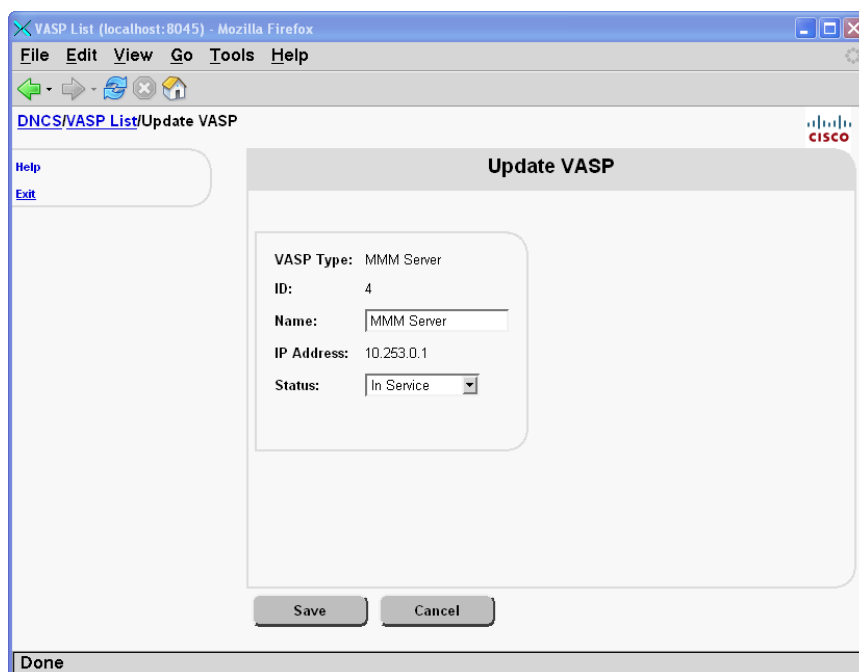 VASP List (localhost:8045) - Mozilla Firefox
File Edit View Go Tools Help
DNCS/VASP List/Update VASP
CISCO
Help
Exit
Update VASP
VASP Type: MMM Server
ID: 4
Name: MMM Server
IP Address: 10.253.0.1
Status: In Service
Save Cancel
Done